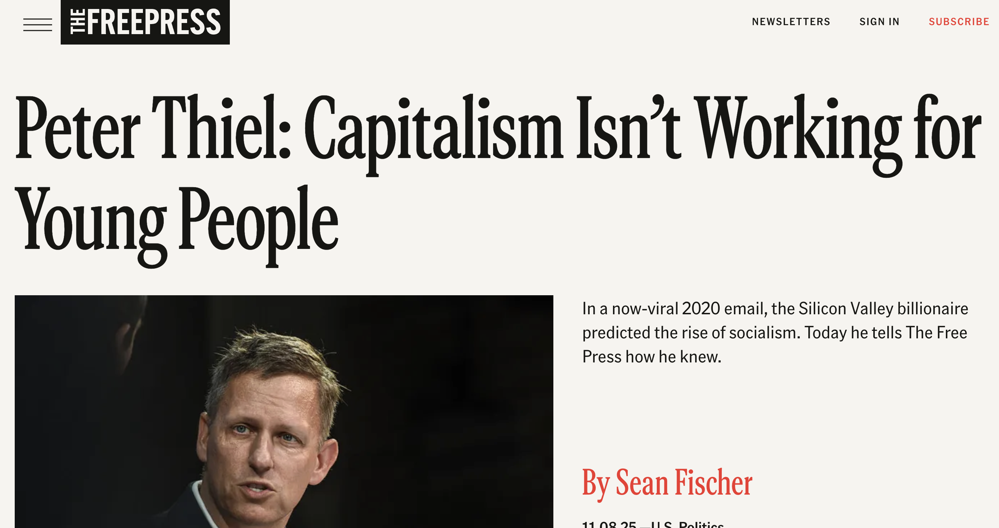 THE FREEPRESS
NEWSLETTERS SIGN IN SUBSCRIBE
Peter Thiel: Capitalism Isn’t Working for
Young People
In a now-viral 2020 email, the Silicon Valley billionaire
predicted the rise of socialism. Today he tells The Free
Press how he knew.
By Sean Fischer
11.08.25 —U.S. Politics